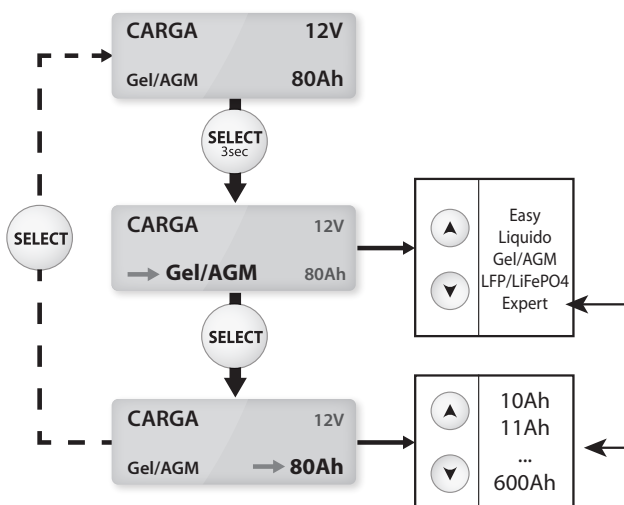 CARGA 12V
Gel/AGM 80Ah
SELECT
3sec
CARGA 12V
Gel/AGM 80Ah
Easy
Liquido
Gel/AGM
LFP/LiFePO4
Expert
SELECT
SELECT
CARGA 12V
Gel/AGM 80Ah
10Ah
11Ah
...
600Ah